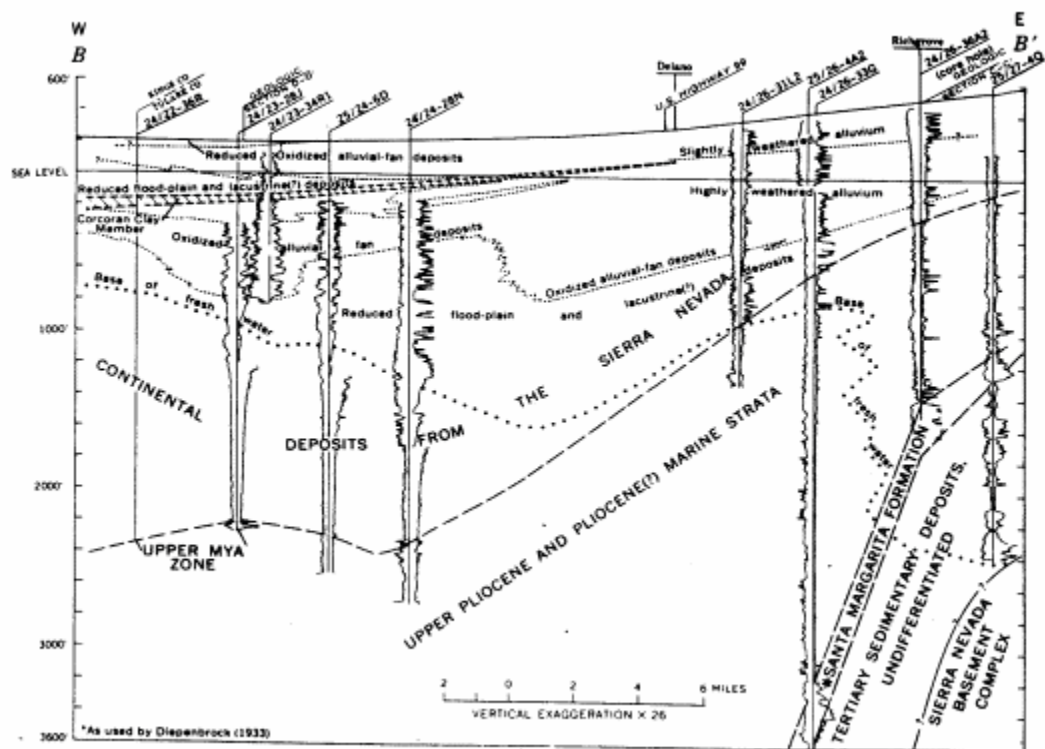 W
B
E
B'
600'
SEA LEVEL
1000'
2000'
3000'
3600'
KINGS CO
TULARE CO
24/22-36R
GEOLOGIC
SECTION D-D'
24/23-28J
24/23-34R1
25/24-6D
24/24-28N
Delano
U.S. HIGHWAY 99
24/26-31L2
25/26-4A2
24/26-33Q
Richgrove
24/26-36A2
(core hole)
GEOLOGIC
SECTION
25/27-4Q
Reduced
Oxidized alluvial-fan deposits
Slightly weathered alluvium
Reduced flood-plain and lacustrine(?) deposits
Highly weathered alluvium
Corcoran Clay
Member
Oxidized alluvial fan deposits
Oxidized alluvial-fan deposits
Base of fresh water
Reduced flood-plain and lacustrine(?) deposits
Base of fresh water
CONTINENTAL DEPOSITS FROM THE SIERRA NEVADA
UPPER MYA
ZONE
UPPER PLIOCENE AND PLIOCENE(?) MARINE STRATA
*SANTA MARGARITA FORMATION
TERTIARY SEDIMENTARY DEPOSITS,
UNDIFFERENTIATED
SIERRA NEVADA
BASEMENT
COMPLEX
2 0 2 4 6 MILES
VERTICAL EXAGGERATION X 26
*As used by Diepenbrock (1933)